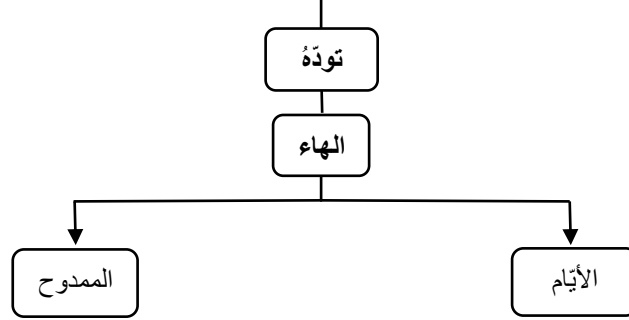 تودّهُ
الهاء
الأيّام
الممدوح